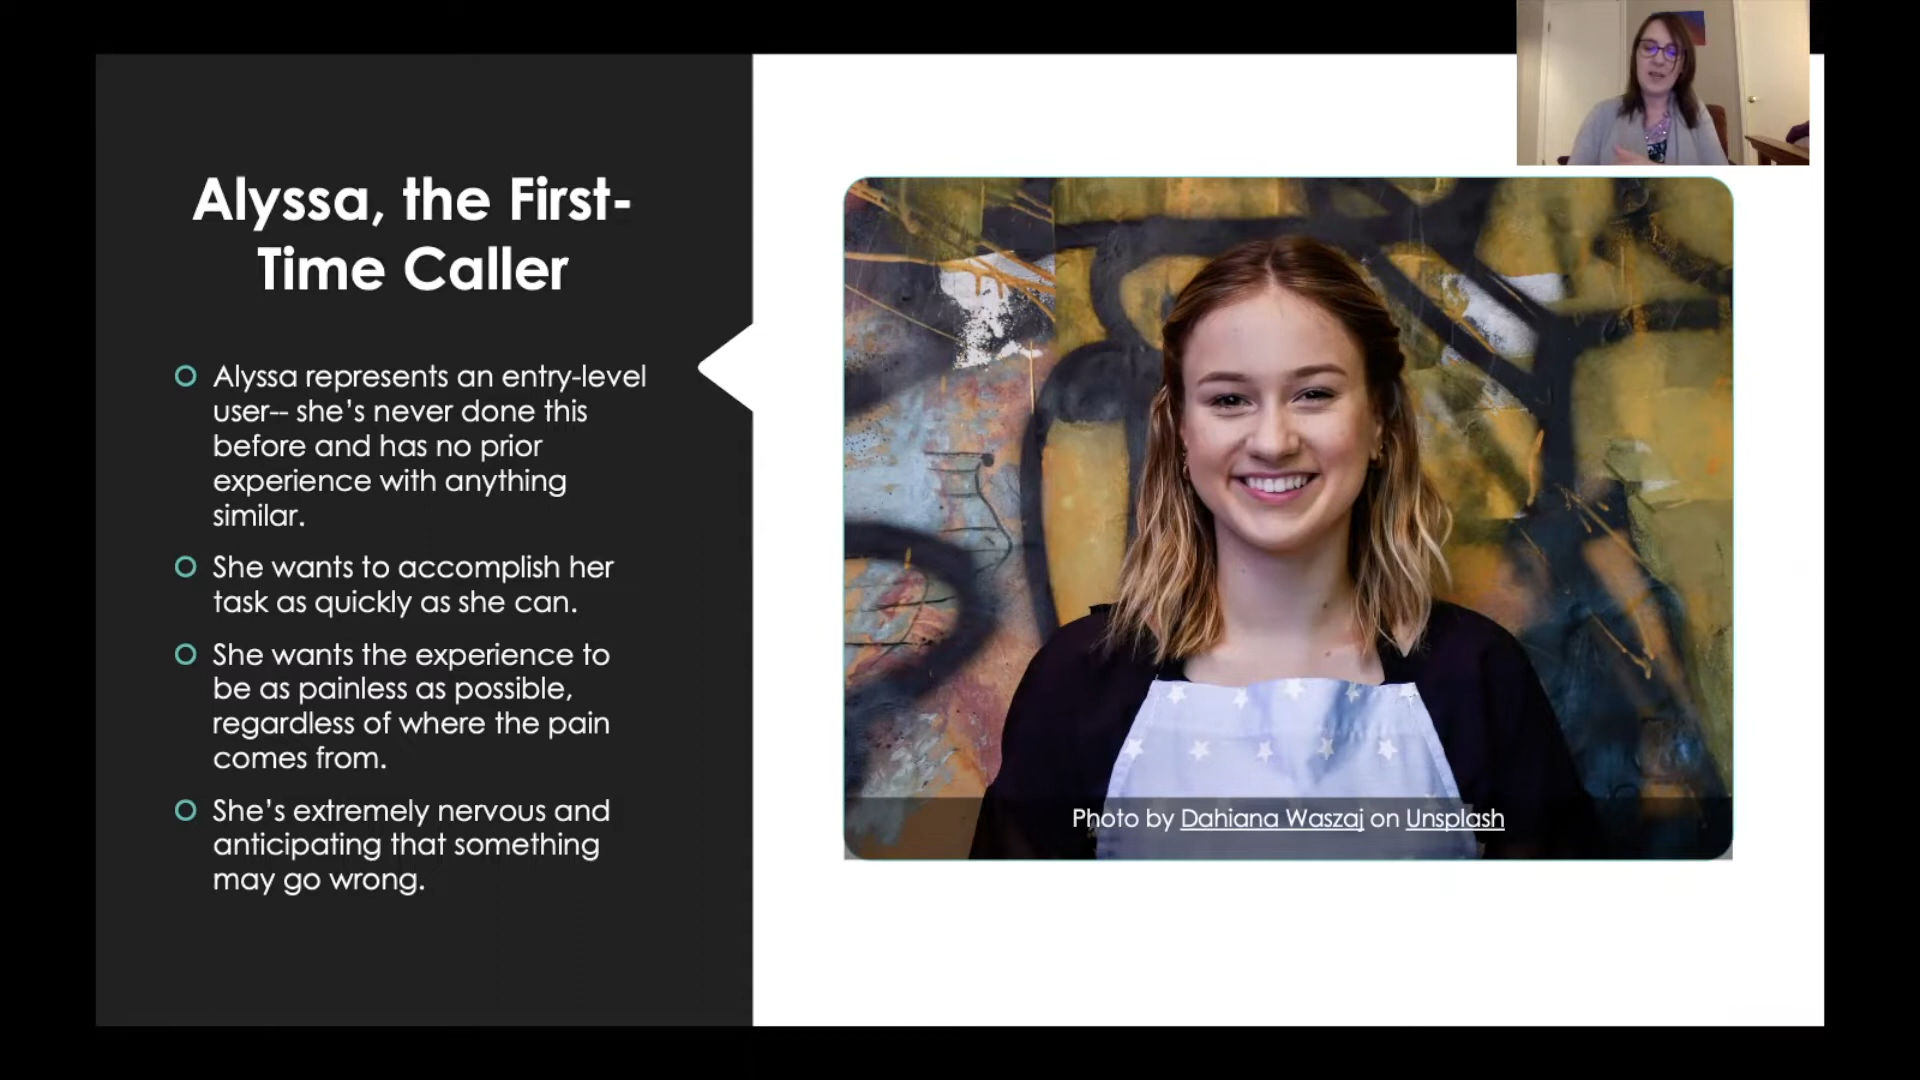 Alyssa, the First-
Time Caller
Alyssa represents an entry-level
user-- she’s never done this
before and has no prior
experience with anything
similar.
She wants to accomplish her
task as quickly as she can.
She wants the experience to
be as painless as possible,
regardless of where the pain
comes from.
She’s extremely nervous and
anticipating that something
may go wrong.
Photo by Dahiana Waszaj on Unsplash